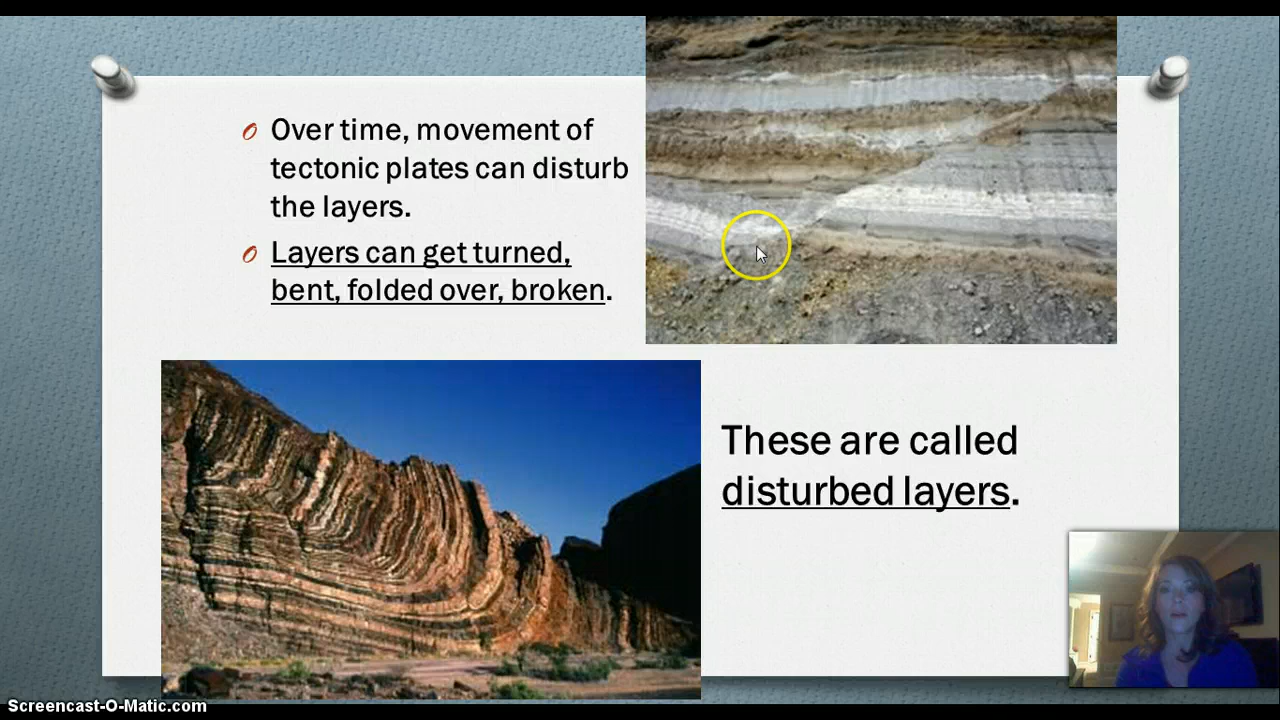 Over time, movement of
tectonic plates can disturb
the layers.
Layers can get turned,
bent, folded over, broken.
These are called
disturbed layers.
Screencast-O-Matic.com